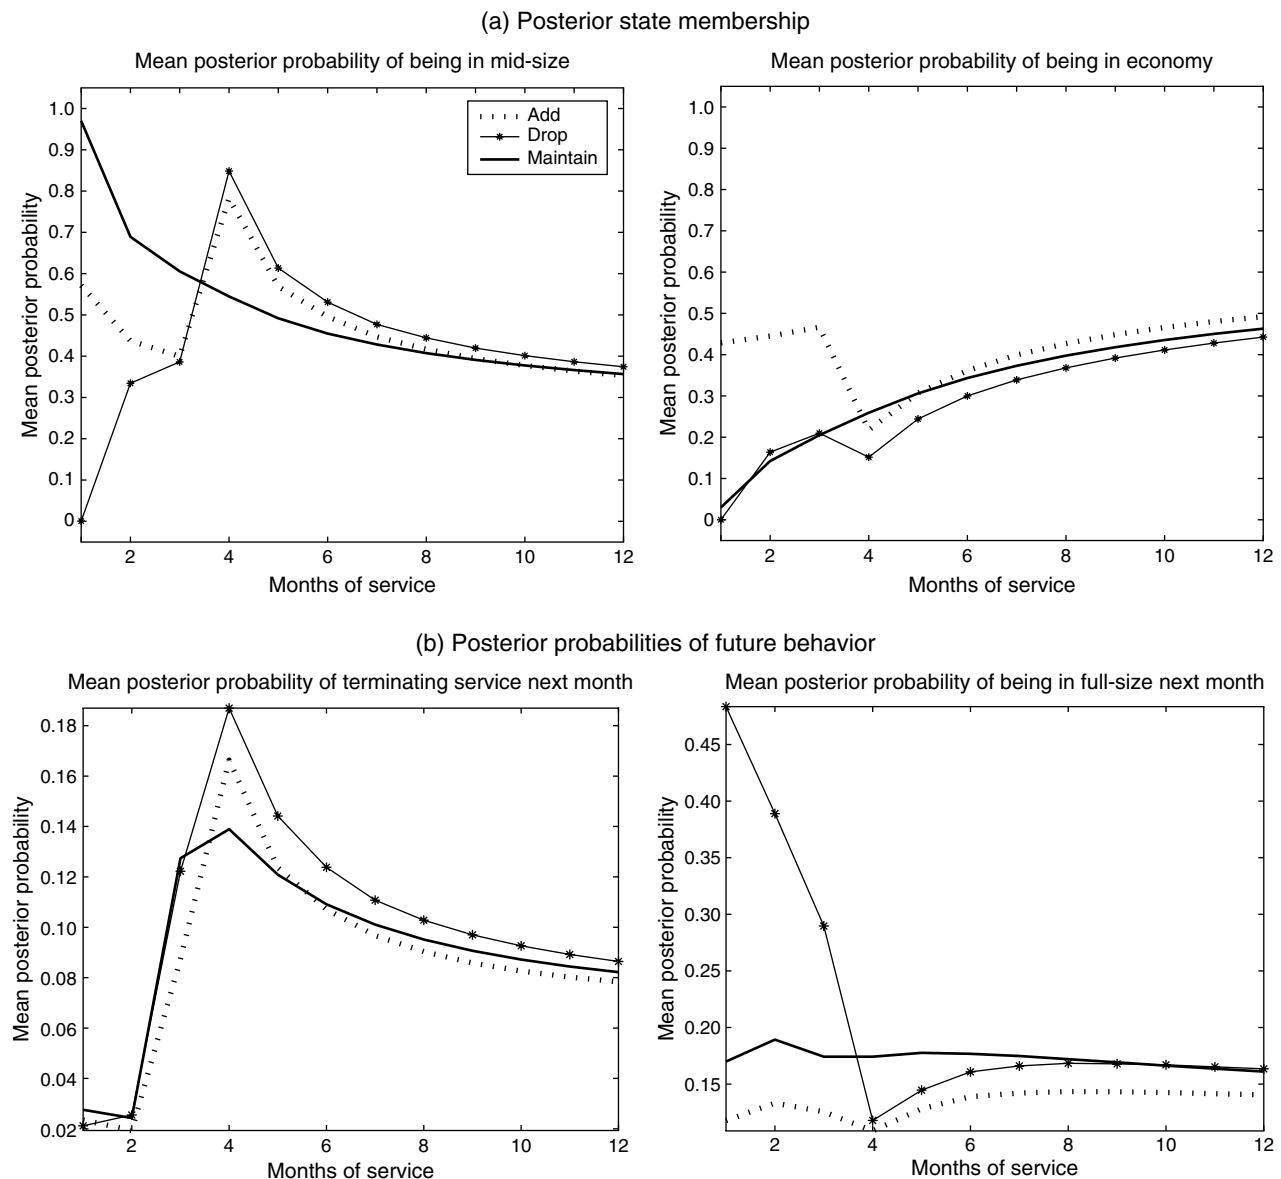 (a) Posterior state membership
Mean posterior probability of being in mid-size
Mean posterior probability
1.0
0.9
0.8
0.7
0.6
0.5
0.4
0.3
0.2
0.1
0
Add
Drop
Maintain
2 4 6 8 10 12
Months of service
Mean posterior probability of being in economy
Mean posterior probability
1.0
0.9
0.8
0.7
0.6
0.5
0.4
0.3
0.2
0.1
0
2 4 6 8 10 12
Months of service
(b) Posterior probabilities of future behavior
Mean posterior probability of terminating service next month
Mean posterior probability
0.18
0.16
0.14
0.12
0.10
0.08
0.06
0.04
0.02
2 4 6 8 10 12
Months of service
Mean posterior probability of being in full-size next month
Mean posterior probability
0.45
0.40
0.35
0.30
0.25
0.20
0.15
2 4 6 8 10 12
Months of service